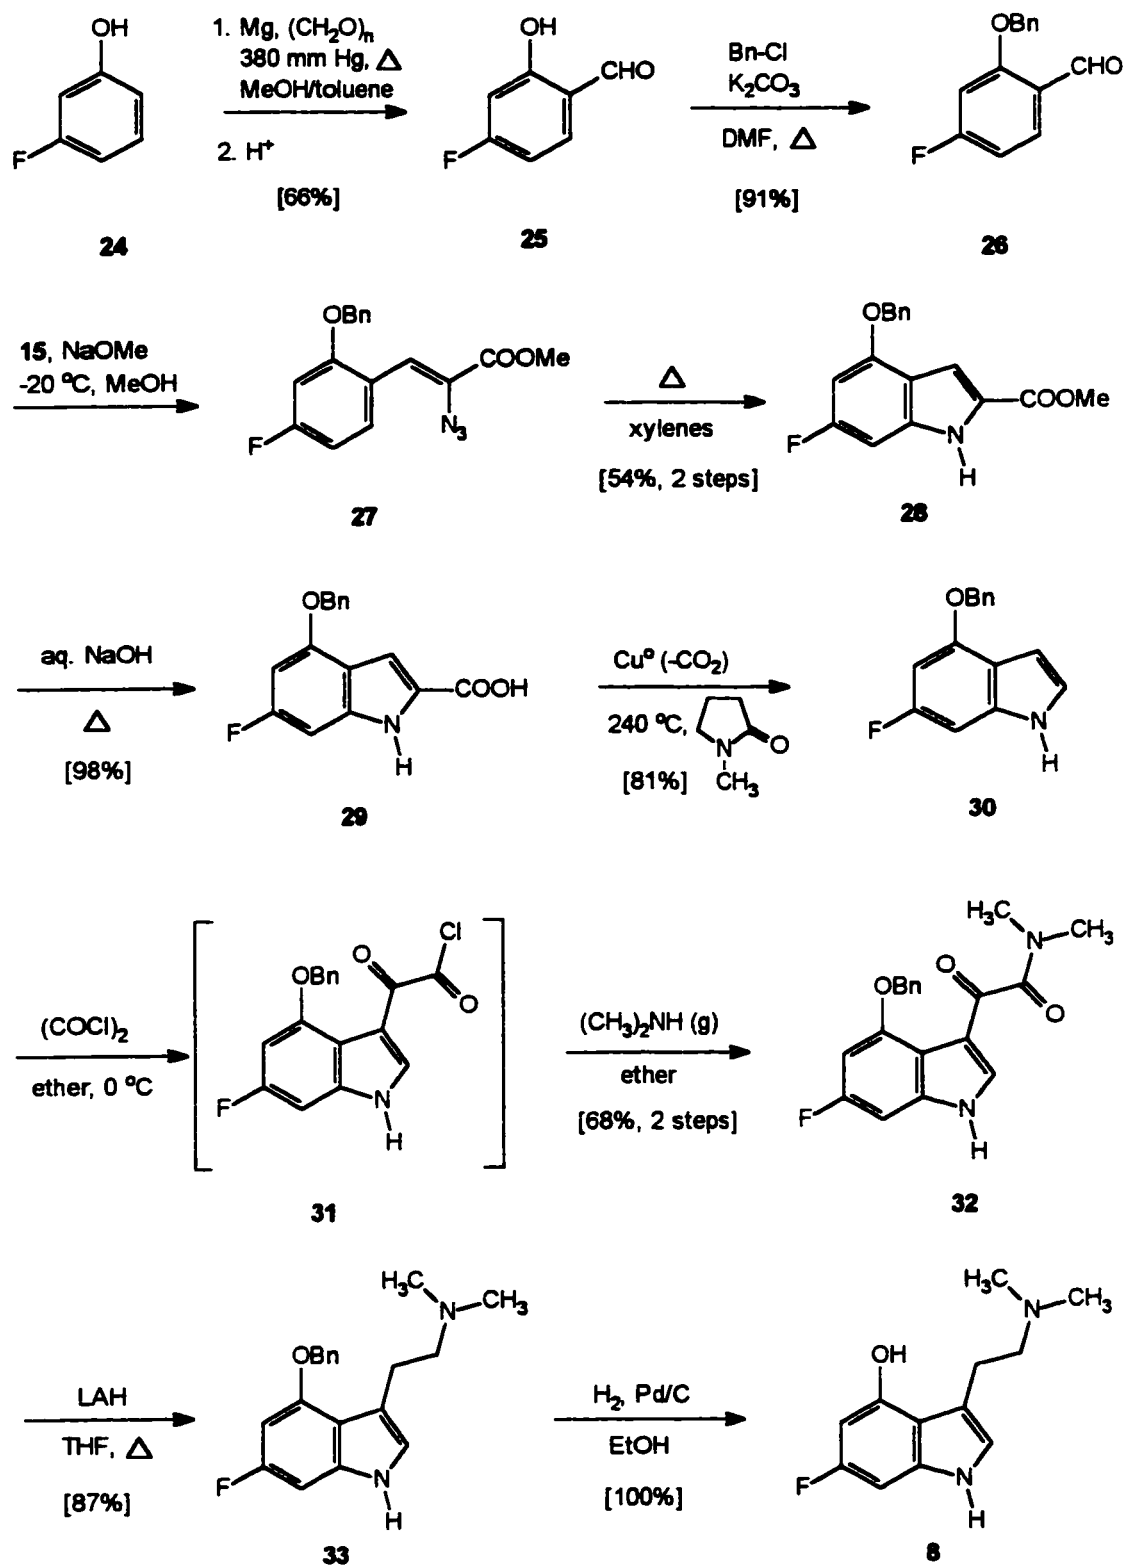 OH
F
24
1. Mg, (CH₂O)ₙ
380 mm Hg, △
MeOH/toluene
2. H⁺
[66%]
OH
CHO
F
25
Bn-Cl
K₂CO₃
DMF, △
[91%]
OBn
CHO
F
26
15, NaOMe
-20 °C, MeOH
OBn
COOMe
N₃
F
27
△
xylenes
[54%, 2 steps]
OBn
COOMe
F
N
H
28
aq. NaOH
△
[98%]
OBn
COOH
F
N
H
29
Cu° (-CO₂)
240 °C,
N
O
CH₃
[81%]
OBn
F
N
H
30
(COCl)₂
ether, 0 °C
Cl
O
O
OBn
F
N
H
31
(CH₃)₂NH (g)
ether
[68%, 2 steps]
H₃C
N
CH₃
O
O
OBn
F
N
H
32
LAH
THF, △
[87%]
H₃C
N
CH₃
OBn
F
N
H
33
H₂, Pd/C
EtOH
[100%]
H₃C
N
CH₃
OH
F
N
H
8